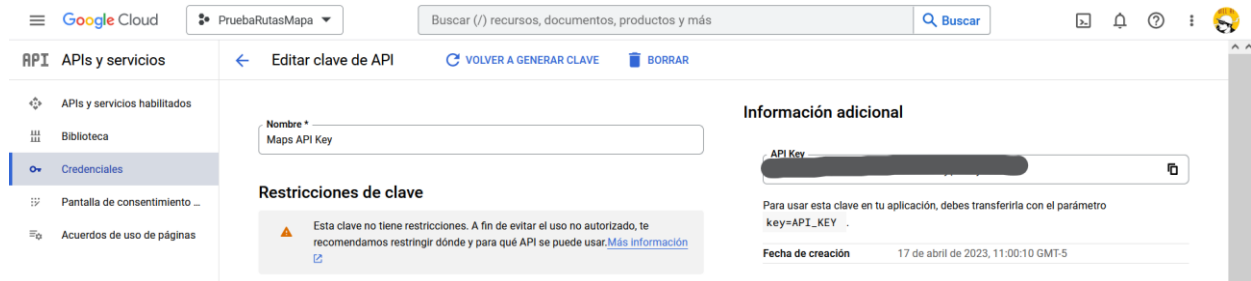 Google Cloud
PruebaRutasMapa
Buscar (/) recursos, documentos, productos y más
Buscar
API APIs y servicios
Editar clave de API
VOLVER A GENERAR CLAVE
BORRAR
APIs y servicios habilitados
Biblioteca
Credenciales
Pantalla de consentimiento ...
Acuerdos de uso de páginas
Nombre *
Maps API Key
Restricciones de clave
Esta clave no tiene restricciones. A fin de evitar el uso no autorizado, te
recomendamos restringir dónde y para qué API se puede usar.Más información
Información adicional
API Key
Para usar esta clave en tu aplicación, debes transferirla con el parámetro
key=API_KEY .
Fecha de creación 17 de abril de 2023, 11:00:10 GMT-5